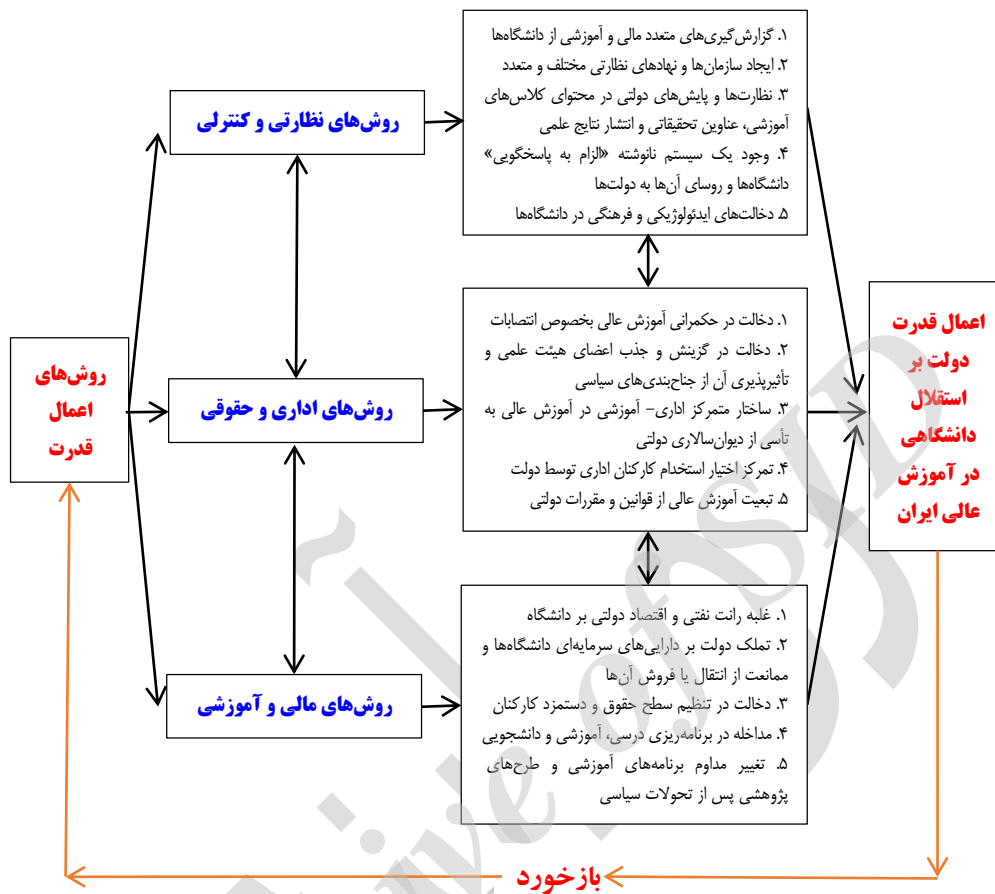 ۱. گزارش‌گیری‌های متعدد مالی و آموزشی از دانشگاه‌ها
۲. ایجاد سازمان‌ها و نهادهای نظارتی مختلف و متعدد
۳. نظارت‌ها و پایش‌های دولتی در محتوای کلاس‌های
آموزشی، عناوین تحقیقاتی و انتشار نتایج علمی
۴. وجود یک سیستم نانوشته «الزام به پاسخگویی»
دانشگاه‌ها و روسای آن‌ها به دولت‌ها
۵. دخالت‌های ایدئولوژیکی و فرهنگی در دانشگاه‌ها
روش‌های نظارتی و کنترلی
۱. دخالت در حکمرانی آموزش عالی بخصوص انتصابات
۲. دخالت در گزینش و جذب اعضای هیئت علمی و
تأثیرپذیری آن از جناح‌بندی‌های سیاسی
۳. ساختار متمرکز اداری- آموزشی در آموزش عالی به
تأسی از دیوان‌سالاری دولتی
۴. تمرکز اختیار استخدام کارکنان اداری توسط دولت
۵. تبعیت آموزش عالی از قوانین و مقررات دولتی
روش‌های اداری و حقوقی
روش‌های
اعمال
قدرت
اعمال قدرت
دولت بر
استقلال
دانشگاهی
در آموزش
عالی ایران
۱. غلبه رانت نفتی و اقتصاد دولتی بر دانشگاه
۲. تملک دولت بر دارایی‌های سرمایه‌ای دانشگاه‌ها و
ممانعت از انتقال یا فروش آن‌ها
۳. دخالت در تنظیم سطح حقوق و دستمزد کارکنان
۴. مداخله در برنامه‌ریزی درسی، آموزشی و دانشجویی
۵. تغییر مداوم برنامه‌های آموزشی و طرح‌های
پژوهشی پس از تحولات سیاسی
روش‌های مالی و آموزشی
بازخورد
ive of SID